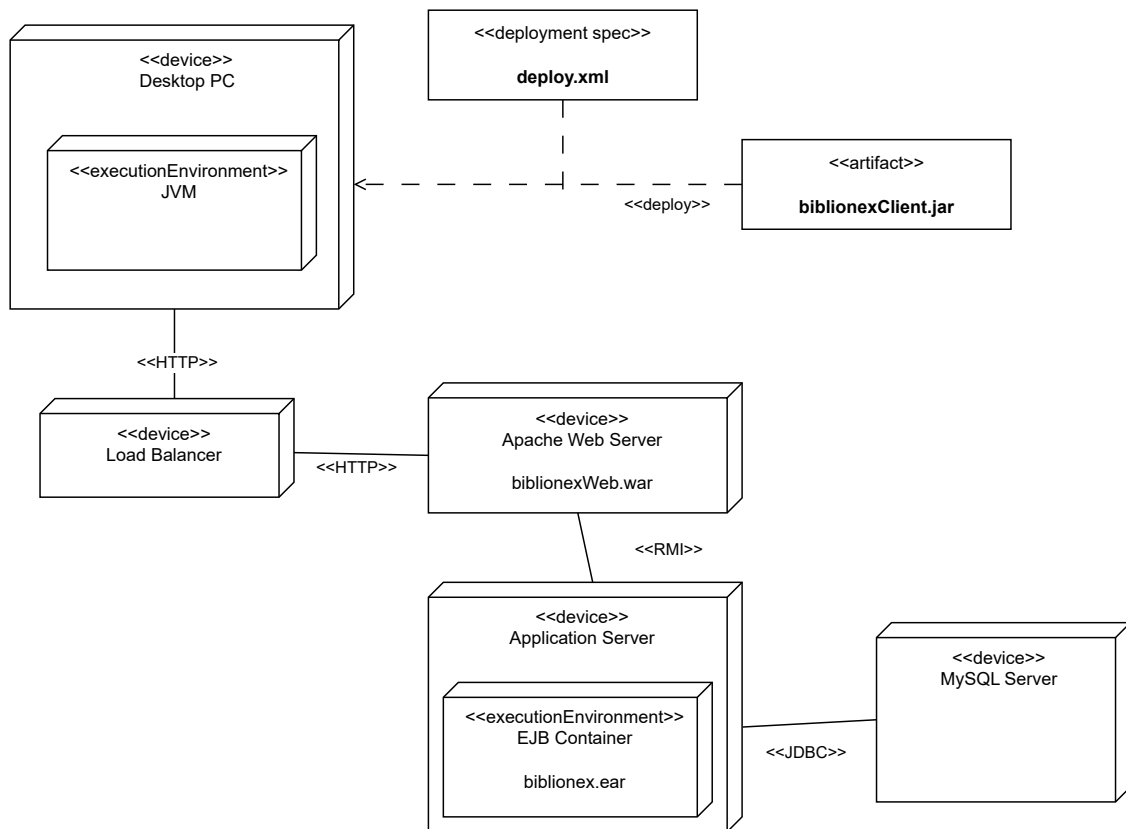 <<device>>
Desktop PC
<<executionEnvironment>>
JVM
<<deployment spec>>
deploy.xml
<<artifact>>
biblionexClient.jar
<<deploy>>
<<HTTP>>
<<device>>
Load Balancer
<<HTTP>>
<<device>>
Apache Web Server
biblionexWeb.war
<<RMI>>
<<device>>
Application Server
<<executionEnvironment>>
EJB Container
biblionex.ear
<<JDBC>>
<<device>>
MySQL Server